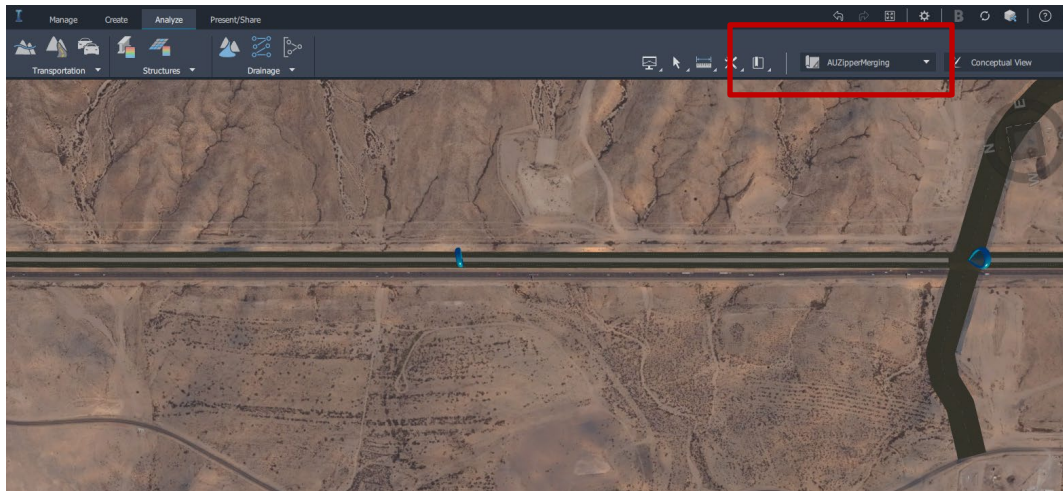 I Manage Create Analyze Present/Share B ?
AUZipperMerging Conceptual View
Transportation Structures Drainage
N E